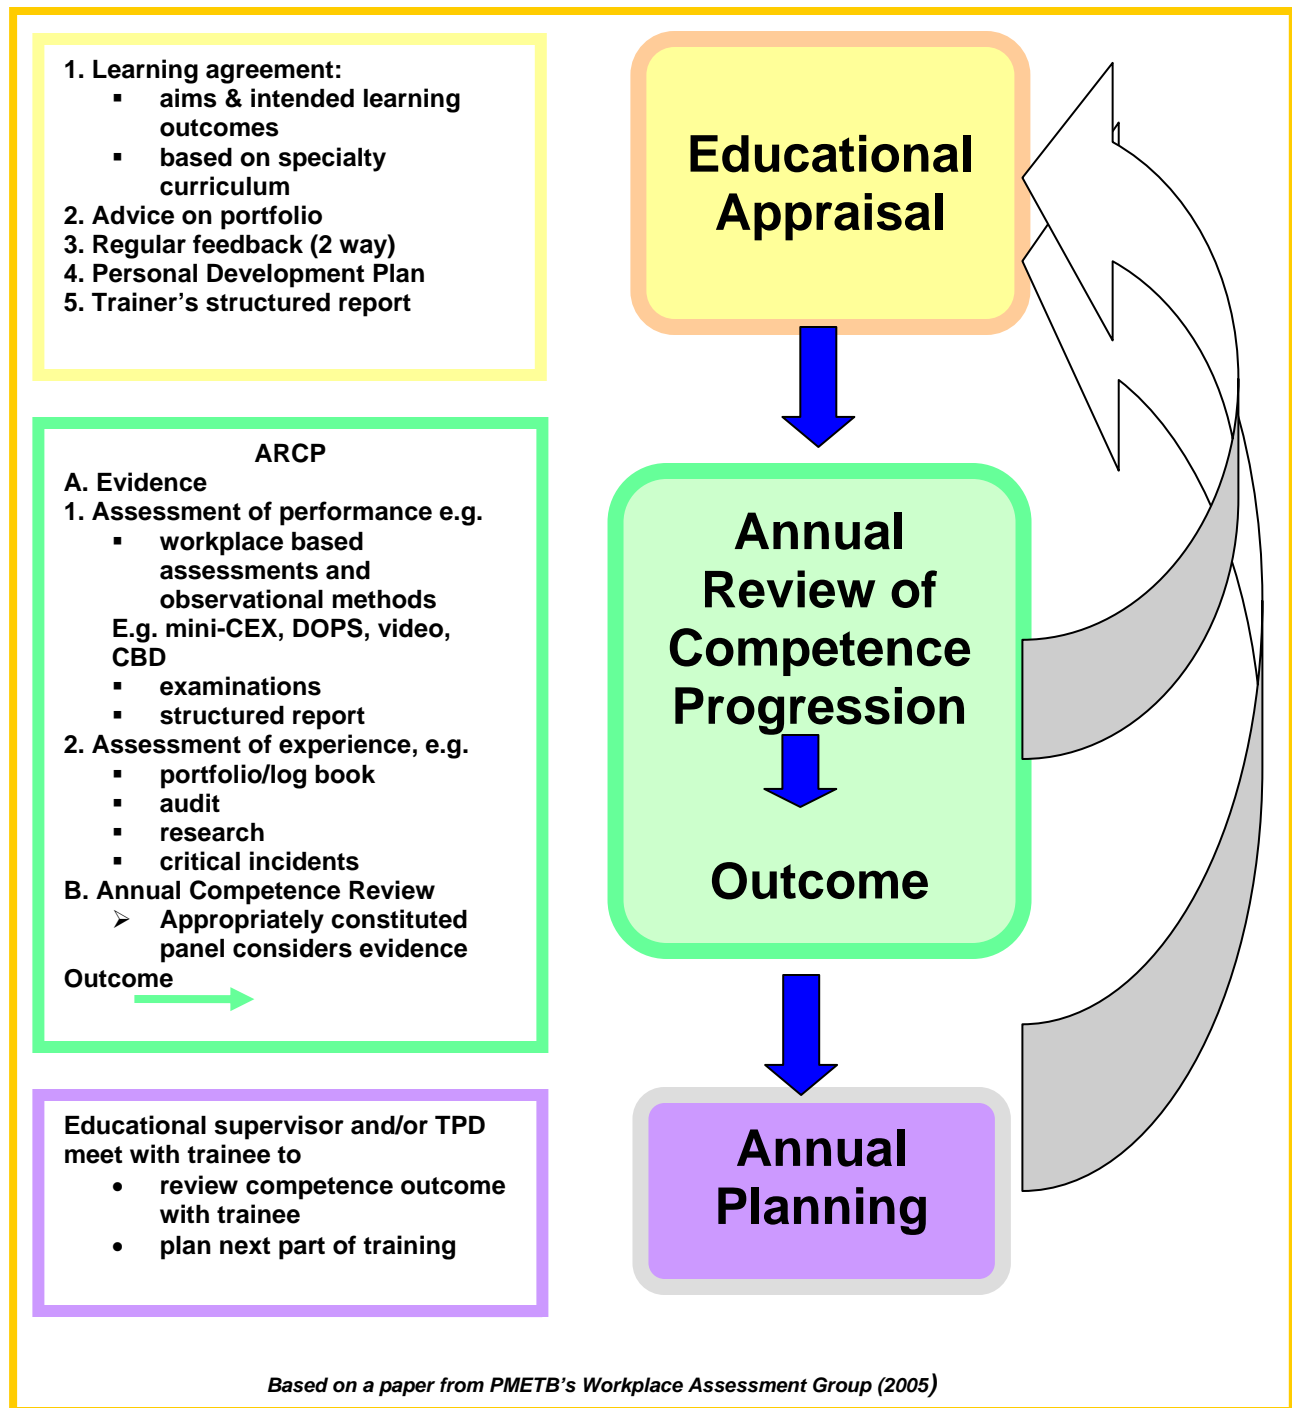 1. Learning agreement:
▪ aims & intended learning
outcomes
▪ based on specialty
curriculum
2. Advice on portfolio
3. Regular feedback (2 way)
4. Personal Development Plan
5. Trainer’s structured report
Educational
Appraisal
ARCP
A. Evidence
1. Assessment of performance e.g.
▪ workplace based
assessments and
observational methods
E.g. mini-CEX, DOPS, video,
CBD
▪ examinations
▪ structured report
2. Assessment of experience, e.g.
▪ portfolio/log book
▪ audit
▪ research
▪ critical incidents
B. Annual Competence Review
➢ Appropriately constituted
panel considers evidence
Outcome
Annual
Review of
Competence
Progression
Outcome
Educational supervisor and/or TPD
meet with trainee to
• review competence outcome
with trainee
• plan next part of training
Annual
Planning
Based on a paper from PMETB’s Workplace Assessment Group (2005)